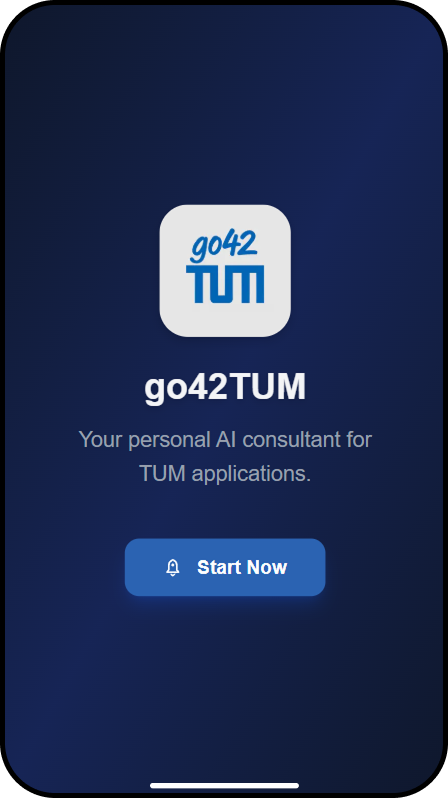 go42
TUM
go42TUM
Your personal AI consultant for
TUM applications.
Start Now